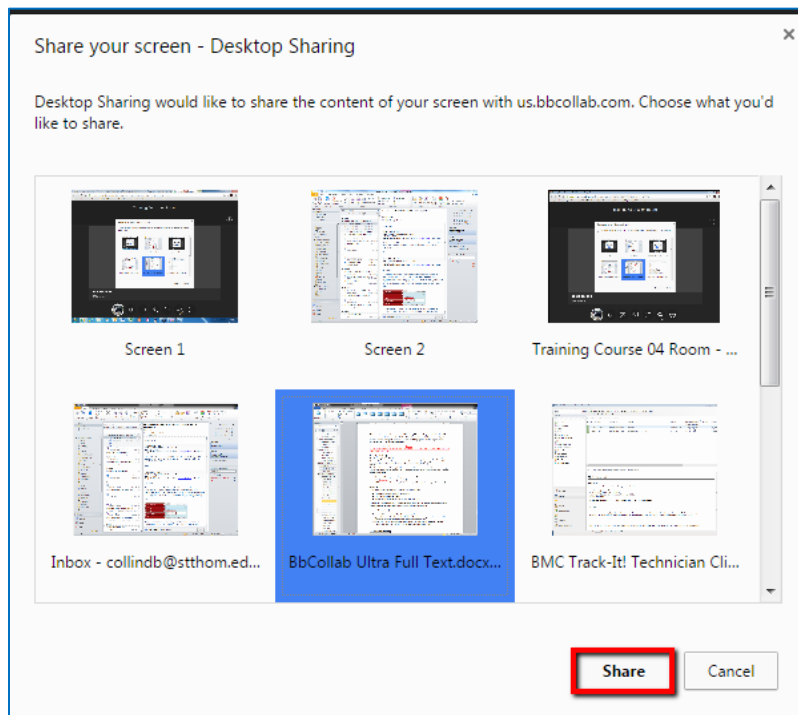 Share your screen - Desktop Sharing
Desktop Sharing would like to share the content of your screen with us.bbcollab.com. Choose what you'd
like to share.
Screen 1
Screen 2
Training Course 04 Room - ...
Inbox - collindb@stthom.ed...
BbCollab Ultra Full Text.docx...
BMC Track-It! Technician Cli...
Share
Cancel